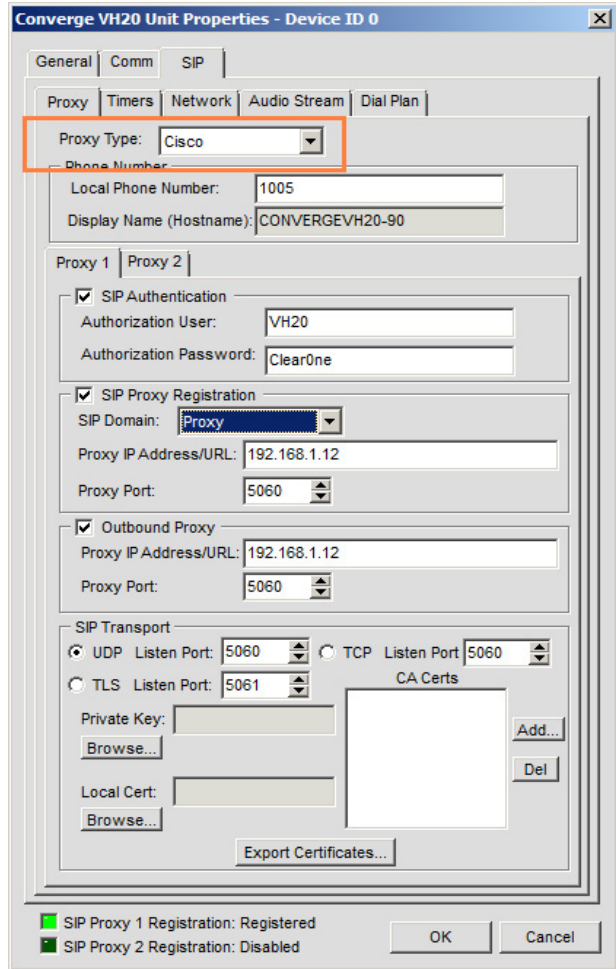 Converge VH20 Unit Properties - Device ID 0
General Comm SIP
Proxy Timers Network Audio Stream Dial Plan
Proxy Type: Cisco
Phone Number
Local Phone Number: 1005
Display Name (Hostname): CONVERGEVH20-90
Proxy 1 Proxy 2
SIP Authentication
Authorization User: VH20
Authorization Password: Clear0ne
SIP Proxy Registration
SIP Domain: Proxy
Proxy IP Address/URL: 192.168.1.12
Proxy Port: 5060
Outbound Proxy
Proxy IP Address/URL: 192.168.1.12
Proxy Port: 5060
SIP Transport
UDP Listen Port: 5060 TCP Listen Port 5060
TLS Listen Port: 5061 CA Certs
Private Key:
Add...
Browse...
Del
Local Cert:
Browse...
Export Certificates...
SIP Proxy 1 Registration: Registered
SIP Proxy 2 Registration: Disabled
OK Cancel